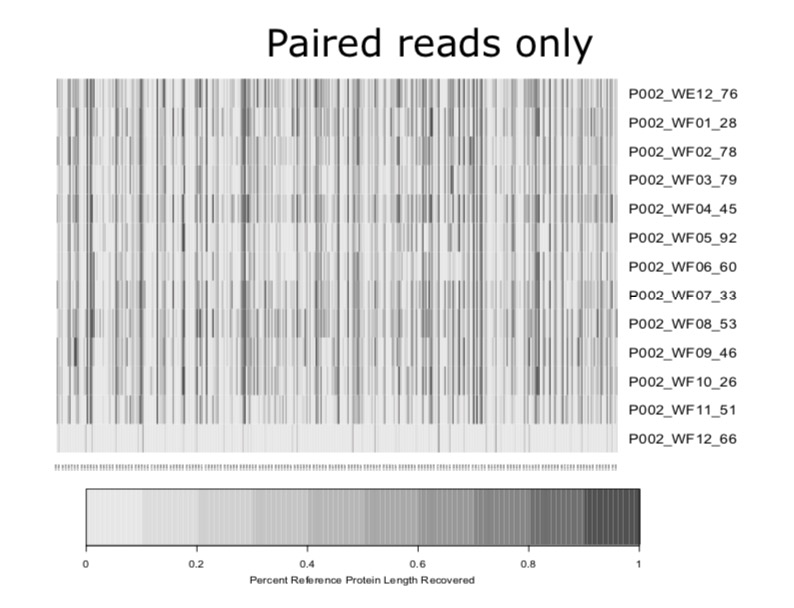 Paired reads only
P002_WE12_76
P002_WF01_28
P002_WF02_78
P002_WF03_79
P002_WF04_45
P002_WF05_92
P002_WF06_60
P002_WF07_33
P002_WF08_53
P002_WF09_46
P002_WF10_26
P002_WF11_51
P002_WF12_66
0 0.2 0.4 0.6 0.8 1
Percent Reference Protein Length Recovered